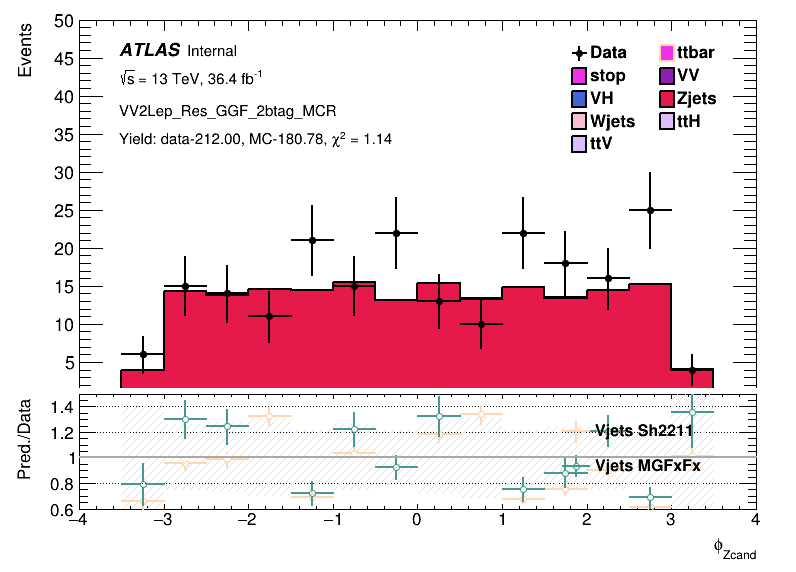 Events
50
45
40
35
30
25
20
15
10
5
ATLAS Internal
√s = 13 TeV, 36.4 fb⁻¹
VV2Lep_Res_GGF_2btag_MCR
Yield: data-212.00, MC-180.78, χ² = 1.14
Data ttbar
stop VV
VH Zjets
Wjets ttH
ttV
Pred./Data
1.4
1.2
1
0.8
0.6
Vjets Sh2211
Vjets MGFxFx
−4 −3 −2 −1 0 1 2 3 4
ϕZcand